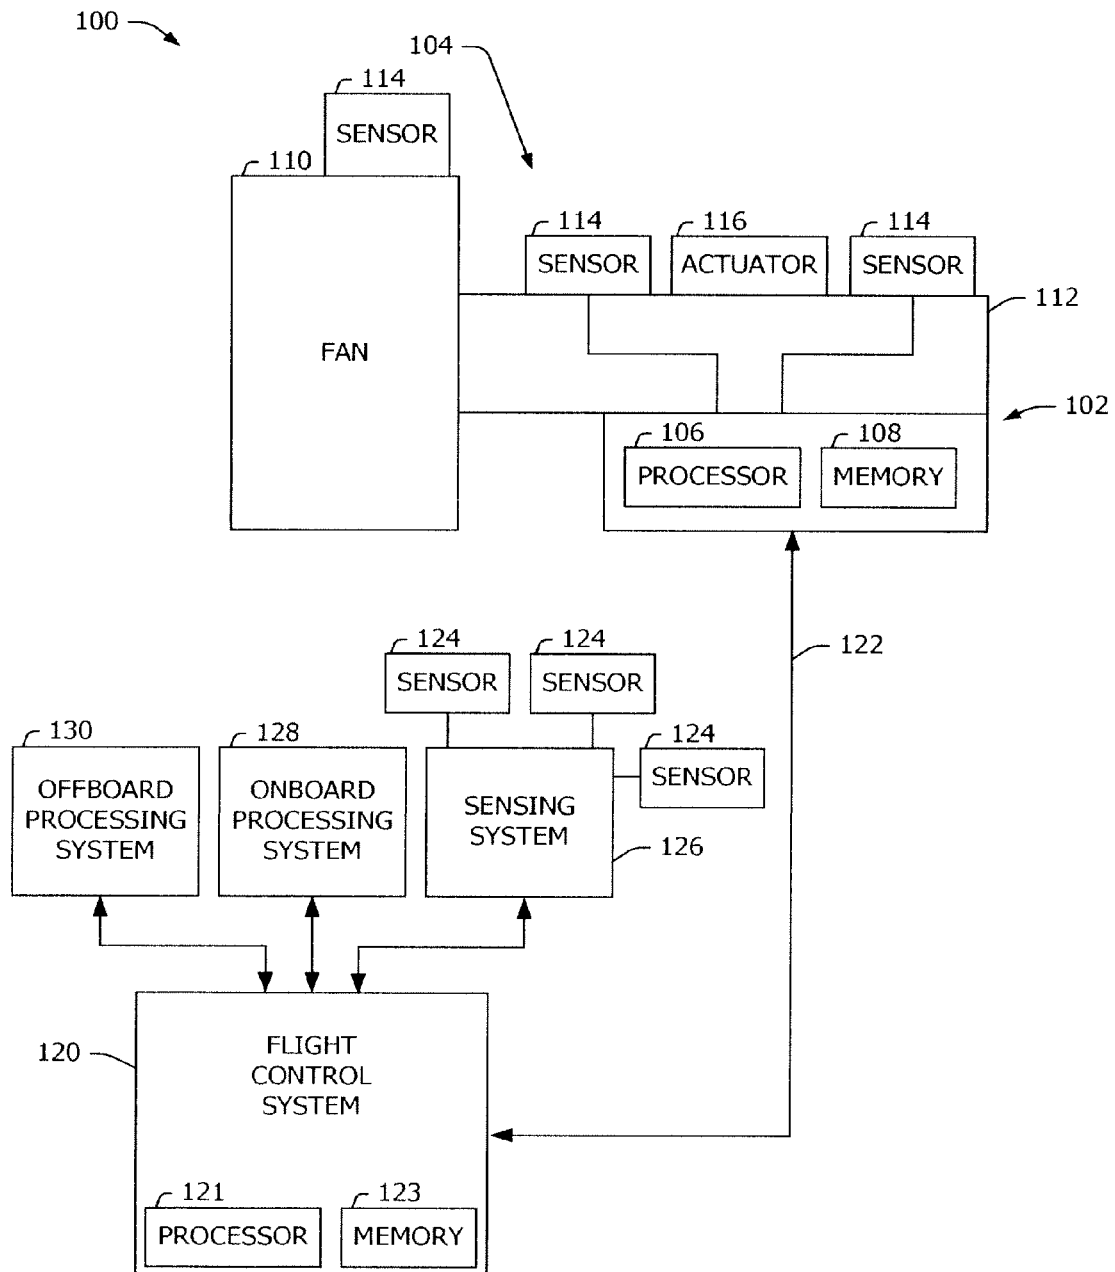 100
104
114
SENSOR
110
114
116
114
SENSOR
ACTUATOR
SENSOR
112
FAN
102
106
108
PROCESSOR
MEMORY
124
124
122
SENSOR
SENSOR
130
128
124
OFFBOARD
PROCESSING
SYSTEM
ONBOARD
PROCESSING
SYSTEM
SENSING
SYSTEM
SENSOR
126
120
FLIGHT
CONTROL
SYSTEM
121
123
PROCESSOR
MEMORY